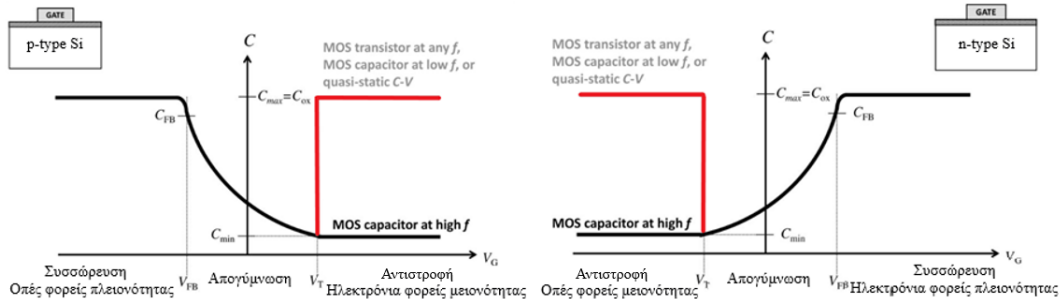 GATE
p-type Si
C
MOS transistor at any f,
MOS capacitor at low f, or
quasi-static C-V
Cmax=Cox
CFB
MOS capacitor at high f
Cmin
VG
Συσσώρευση
Οπές φορείς πλειονότητας
VFB
Απογύμνωση
VT
Αντιστροφή
Ηλεκτρόνια φορείς μειονότητας
GATE
n-type Si
C
MOS transistor at any f,
MOS capacitor at low f, or
quasi-static C-V
Cmax=Cox
CFB
MOS capacitor at high f
Cmin
VG
Αντιστροφή
Οπές φορείς μειονότητας
VT
Απογύμνωση
VFB
Συσσώρευση
Ηλεκτρόνια φορείς πλειονότητας